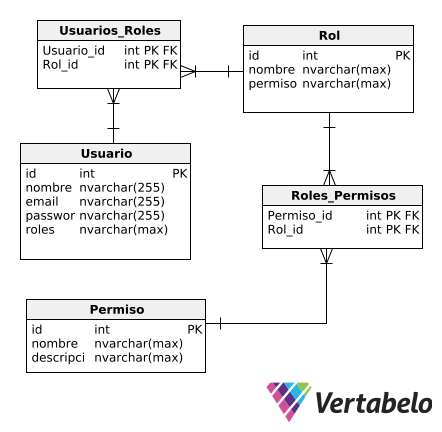 Usuarios_Roles
Usuario_id int PK FK
Rol_id int PK FK
Rol
id int PK
nombre nvarchar(max)
permiso nvarchar(max)
Usuario
id int PK
nombre nvarchar(255)
email nvarchar(255)
passwor nvarchar(255)
roles nvarchar(max)
Roles_Permisos
Permiso_id int PK FK
Rol_id int PK FK
Permiso
id int PK
nombre nvarchar(max)
descripci nvarchar(max)
Vertabelo